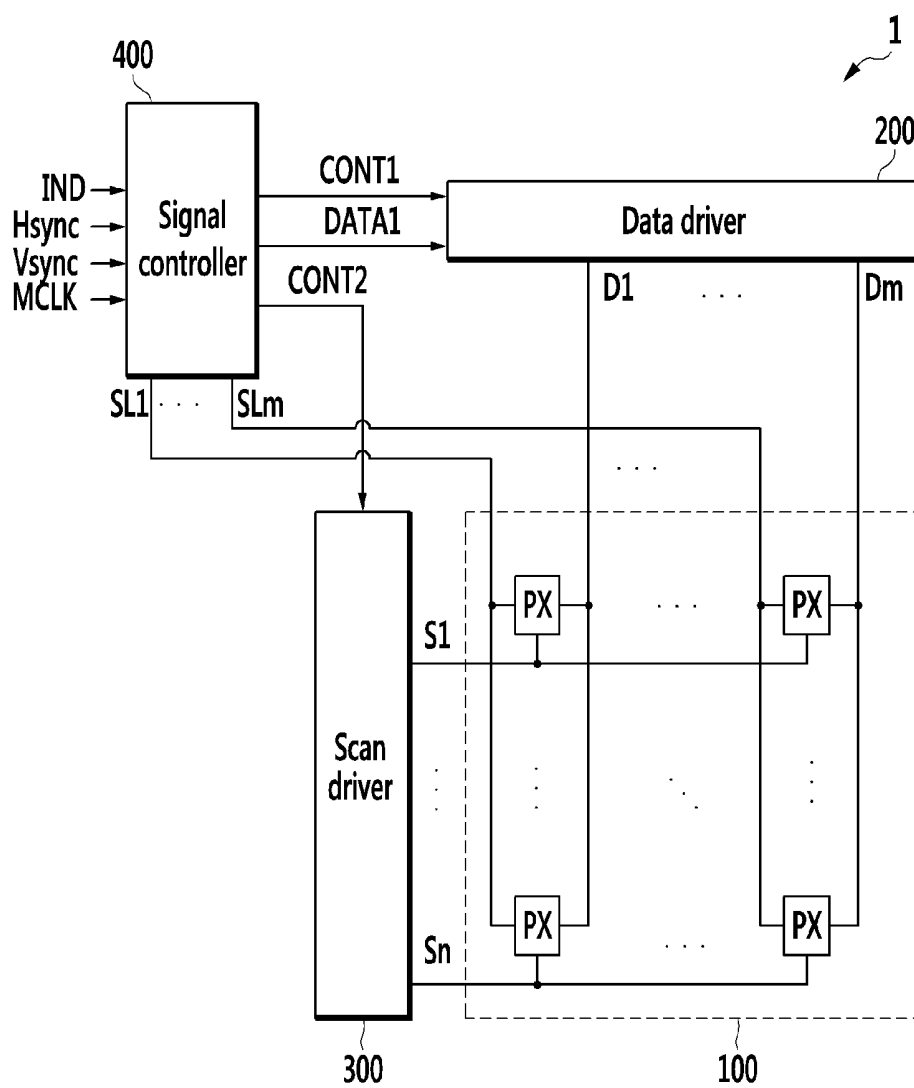 1
400
200
CONT1
IND
Signal
controller
Data driver
Hsync
DATA1
Vsync
CONT2
MCLK
D1
. . .
Dm
SL1
. . .
SLm
. . .
PX
. . .
PX
S1
Scan
driver
PX
. . .
PX
Sn
300
100